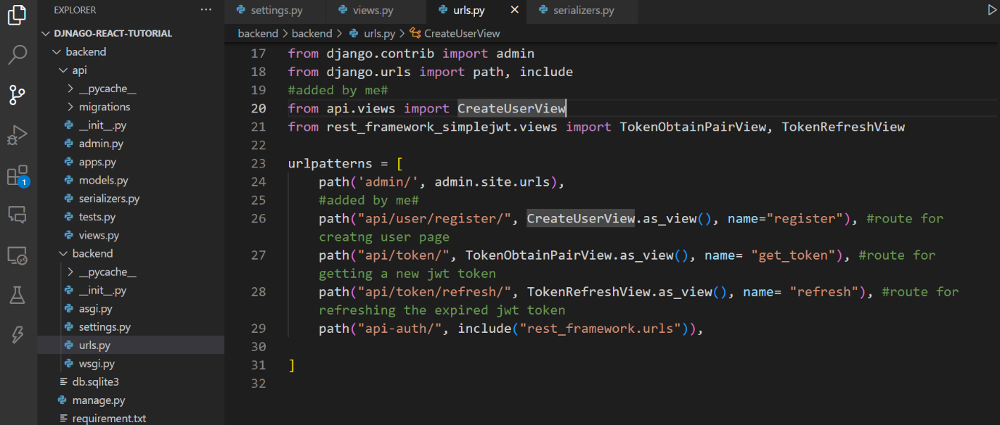 EXPLORER ···
DJNAGO-REACT-TUTORIAL
backend
api
__pycache__
migrations
__init__.py
admin.py
apps.py
models.py
serializers.py
tests.py
views.py
backend
__pycache__
__init__.py
asgi.py
settings.py
urls.py
wsgi.py
db.sqlite3
manage.py
requirement.txt
1
settings.py views.py urls.py × serializers.py
backend > backend > urls.py > CreateUserView
17 from django.contrib import admin
18 from django.urls import path, include
19 #added by me#
20 from api.views import CreateUserView
21 from rest_framework_simplejwt.views import TokenObtainPairView, TokenRefreshView
22
23 urlpatterns = [
24 path('admin/', admin.site.urls),
25 #added by me#
26 path("api/user/register/", CreateUserView.as_view(), name="register"), #route for
creatng user page
27 path("api/token/", TokenObtainPairView.as_view(), name= "get_token"), #route for
getting a new jwt token
28 path("api/token/refresh/", TokenRefreshView.as_view(), name= "refresh"), #route for
refreshing the expired jwt token
29 path("api-auth/", include("rest_framework.urls")),
30
31 ]
32